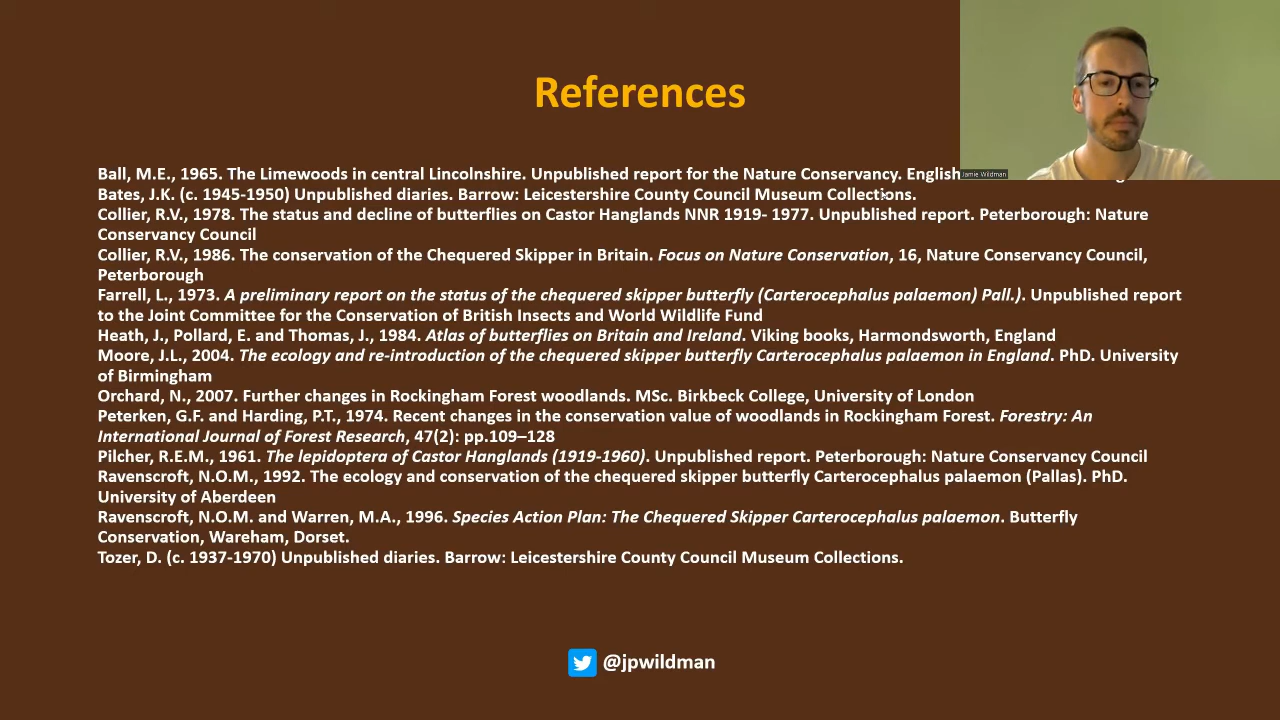 References
Ball, M.E., 1965. The Limewoods in central Lincolnshire. Unpublished report for the Nature Conservancy. English
Jamie Wildman
Bates, J.K. (c. 1945-1950) Unpublished diaries. Barrow: Leicestershire County Council Museum Collections.
Collier, R.V., 1978. The status and decline of butterflies on Castor Hanglands NNR 1919- 1977. Unpublished report. Peterborough: Nature
Conservancy Council
Collier, R.V., 1986. The conservation of the Chequered Skipper in Britain. Focus on Nature Conservation, 16, Nature Conservancy Council,
Peterborough
Farrell, L., 1973. A preliminary report on the status of the chequered skipper butterfly (Carterocephalus palaemon) Pall.). Unpublished report
to the Joint Committee for the Conservation of British Insects and World Wildlife Fund
Heath, J., Pollard, E. and Thomas, J., 1984. Atlas of butterflies on Britain and Ireland. Viking books, Harmondsworth, England
Moore, J.L., 2004. The ecology and re-introduction of the chequered skipper butterfly Carterocephalus palaemon in England. PhD. University
of Birmingham
Orchard, N., 2007. Further changes in Rockingham Forest woodlands. MSc. Birkbeck College, University of London
Peterken, G.F. and Harding, P.T., 1974. Recent changes in the conservation value of woodlands in Rockingham Forest. Forestry: An
International Journal of Forest Research, 47(2): pp.109–128
Pilcher, R.E.M., 1961. The lepidoptera of Castor Hanglands (1919-1960). Unpublished report. Peterborough: Nature Conservancy Council
Ravenscroft, N.O.M., 1992. The ecology and conservation of the chequered skipper butterfly Carterocephalus palaemon (Pallas). PhD.
University of Aberdeen
Ravenscroft, N.O.M. and Warren, M.A., 1996. Species Action Plan: The Chequered Skipper Carterocephalus palaemon. Butterfly
Conservation, Wareham, Dorset.
Tozer, D. (c. 1937-1970) Unpublished diaries. Barrow: Leicestershire County Council Museum Collections.
@jpwildman